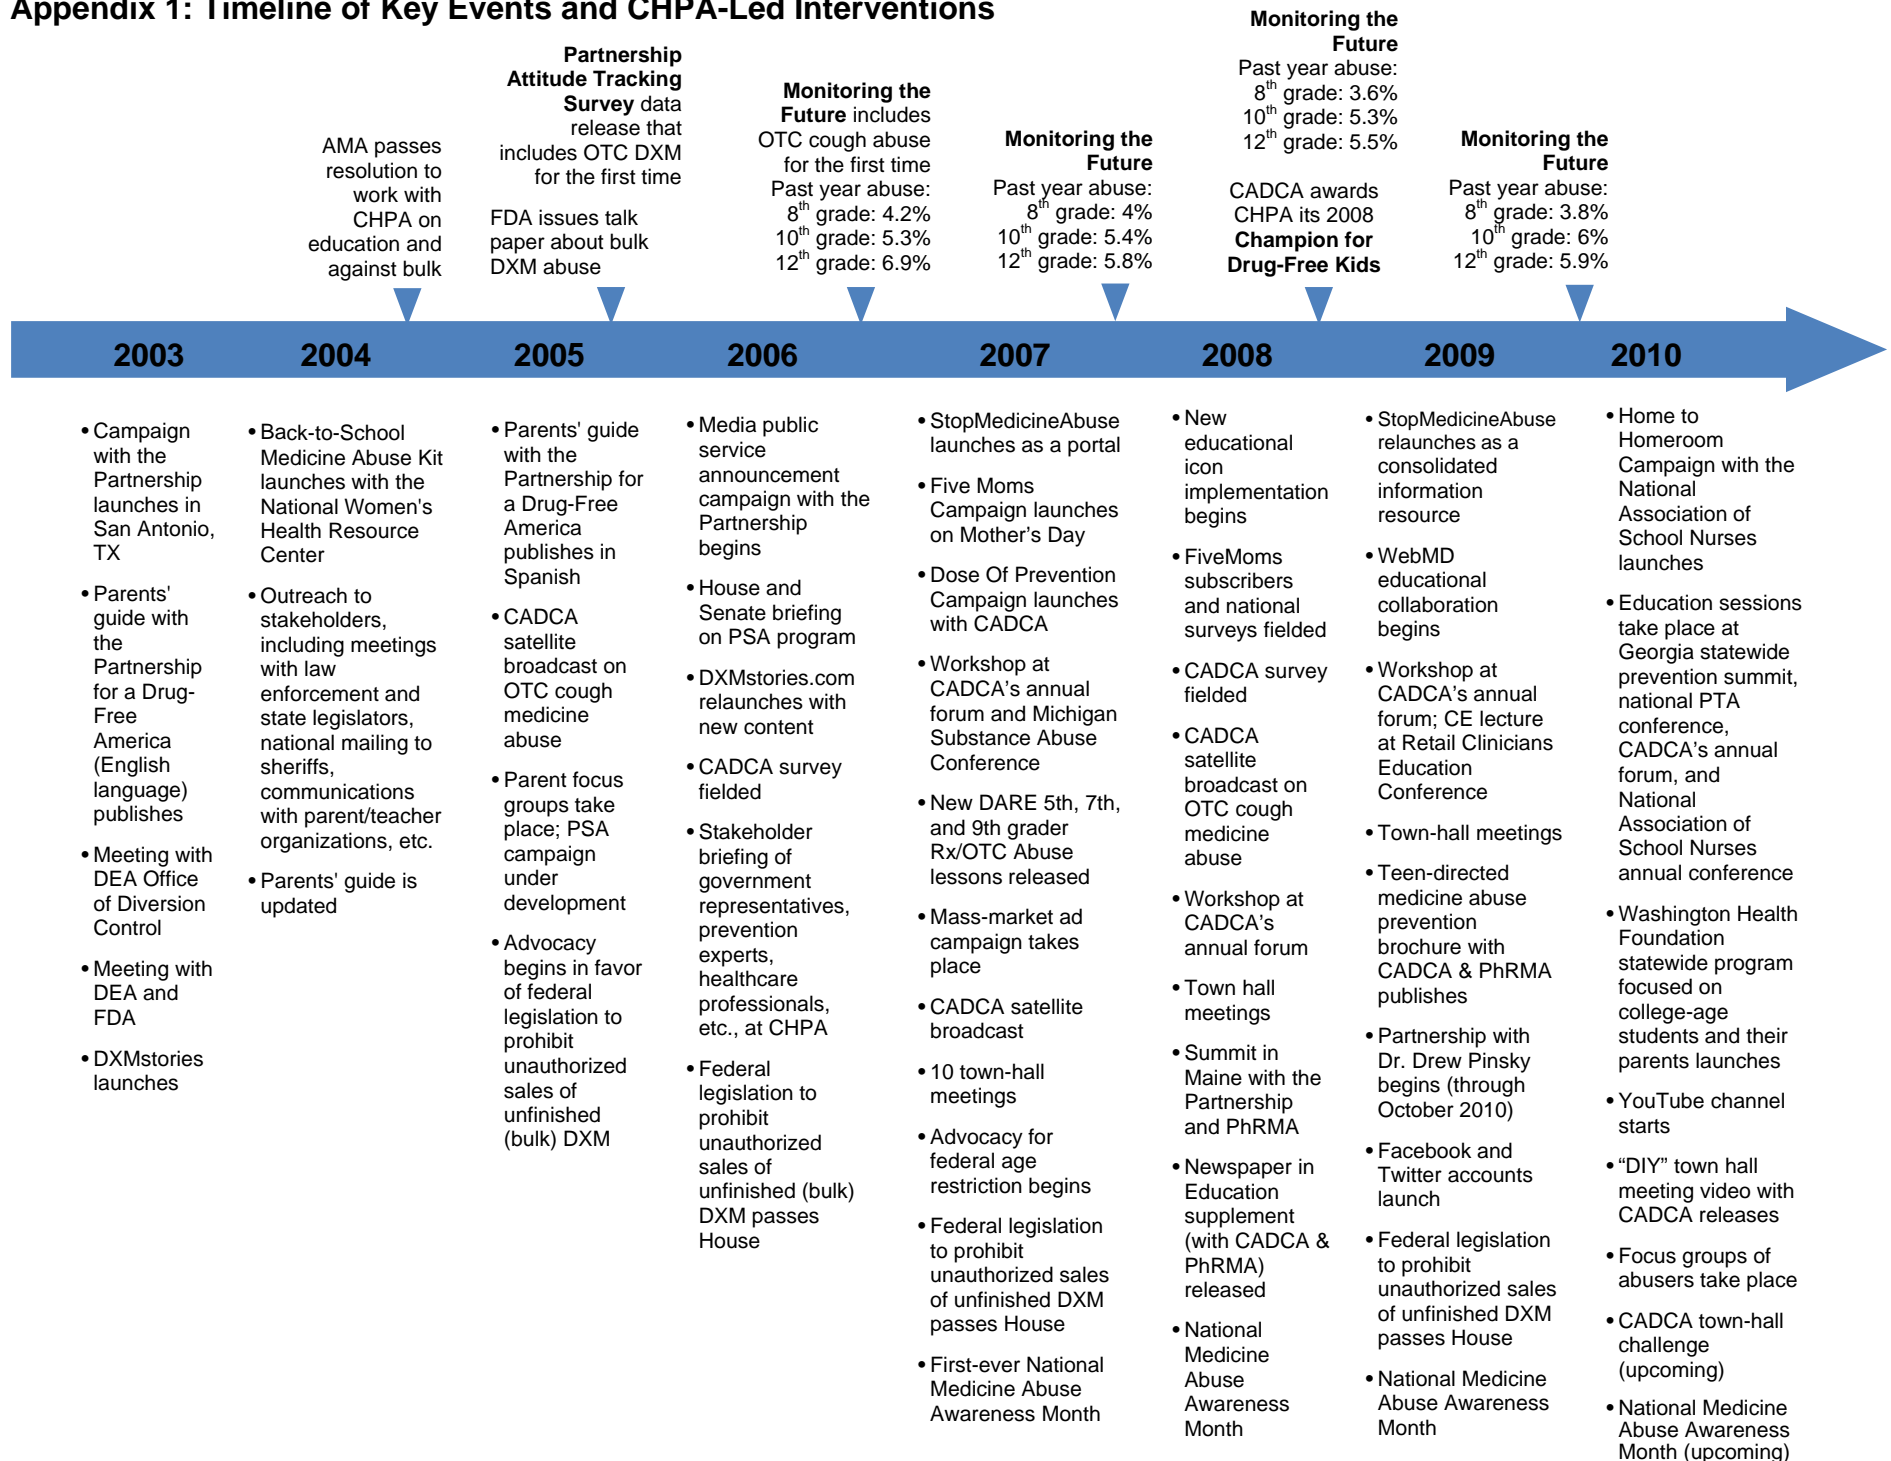 Appendix 1: Timeline of Key Events and CHPA-Led Interventions
AMA passes
resolution to
work with
CHPA on
education and
against bulk
Partnership
Attitude Tracking
Survey data
release that
includes OTC DXM
for the first time
FDA issues talk
paper about bulk
DXM abuse
Monitoring the
Future includes
OTC cough abuse
for the first time
Past year abuse:
8th grade: 4.2%
10th grade: 5.3%
12th grade: 6.9%
Monitoring the
Future
Past year abuse:
8th grade: 4%
10th grade: 5.4%
12th grade: 5.8%
Monitoring the
Future
Past year abuse:
8th grade: 3.6%
10th grade: 5.3%
12th grade: 5.5%
CADCA awards
CHPA its 2008
Champion for
Drug-Free Kids
Monitoring the
Future
Past year abuse:
8th grade: 3.8%
10th grade: 6%
12th grade: 5.9%
2003 2004 2005 2006 2007 2008 2009 2010
• Campaign
with the
Partnership
launches in
San Antonio,
TX
• Parents'
guide with
the
Partnership
for a Drug-
Free
America
(English
language)
publishes
• Meeting with
DEA Office
of Diversion
Control
• Meeting with
DEA and
FDA
• DXMstories
launches
• Back-to-School
Medicine Abuse Kit
launches with the
National Women's
Health Resource
Center
• Outreach to
stakeholders,
including meetings
with law
enforcement and
state legislators,
national mailing to
sheriffs,
communications
with parent/teacher
organizations, etc.
• Parents' guide is
updated
• Parents' guide
with the
Partnership for
a Drug-Free
America
publishes in
Spanish
• CADCA
satellite
broadcast on
OTC cough
medicine
abuse
• Parent focus
groups take
place; PSA
campaign
under
development
• Advocacy
begins in favor
of federal
legislation to
prohibit
unauthorized
sales of
unfinished
(bulk) DXM
• Media public
service
announcement
campaign with the
Partnership
begins
• House and
Senate briefing
on PSA program
• DXMstories.com
relaunches with
new content
• CADCA survey
fielded
• Stakeholder
briefing of
government
representatives,
prevention
experts,
healthcare
professionals,
etc., at CHPA
• Federal
legislation to
prohibit
unauthorized
sales of
unfinished (bulk)
DXM passes
House
• StopMedicineAbuse
launches as a portal
• Five Moms
Campaign launches
on Mother’s Day
• Dose Of Prevention
Campaign launches
with CADCA
• Workshop at
CADCA’s annual
forum and Michigan
Substance Abuse
Conference
• New DARE 5th, 7th,
and 9th grader
Rx/OTC Abuse
lessons released
• Mass-market ad
campaign takes
place
• CADCA satellite
broadcast
• 10 town-hall
meetings
• Advocacy for
federal age
restriction begins
• Federal legislation
to prohibit
unauthorized sales
of unfinished DXM
passes House
• First-ever National
Medicine Abuse
Awareness Month
• New
educational
icon
implementation
begins
• FiveMoms
subscribers
and national
surveys fielded
• CADCA survey
fielded
• CADCA
satellite
broadcast on
OTC cough
medicine
abuse
• Workshop at
CADCA’s
annual forum
• Town hall
meetings
• Summit in
Maine with the
Partnership
and PhRMA
• Newspaper in
Education
supplement
(with CADCA &
PhRMA)
released
• National
Medicine
Abuse
Awareness
Month
• StopMedicineAbuse
relaunches as a
consolidated
information
resource
• WebMD
educational
collaboration
begins
• Workshop at
CADCA’s annual
forum; CE lecture
at Retail Clinicians
Education
Conference
• Town-hall meetings
• Teen-directed
medicine abuse
prevention
brochure with
CADCA & PhRMA
publishes
• Partnership with
Dr. Drew Pinsky
begins (through
October 2010)
• Facebook and
Twitter accounts
launch
• Federal legislation
to prohibit
unauthorized sales
of unfinished DXM
passes House
• National Medicine
Abuse Awareness
Month
• Home to
Homeroom
Campaign with the
National
Association of
School Nurses
launches
• Education sessions
take place at
Georgia statewide
prevention summit,
national PTA
conference,
CADCA’s annual
forum, and
National
Association of
School Nurses
annual conference
• Washington Health
Foundation
statewide program
focused on
college-age
students and their
parents launches
• YouTube channel
starts
• “DIY” town hall
meeting video with
CADCA releases
• Focus groups of
abusers take place
• CADCA town-hall
challenge
(upcoming)
• National Medicine
Abuse Awareness
Month (upcoming)